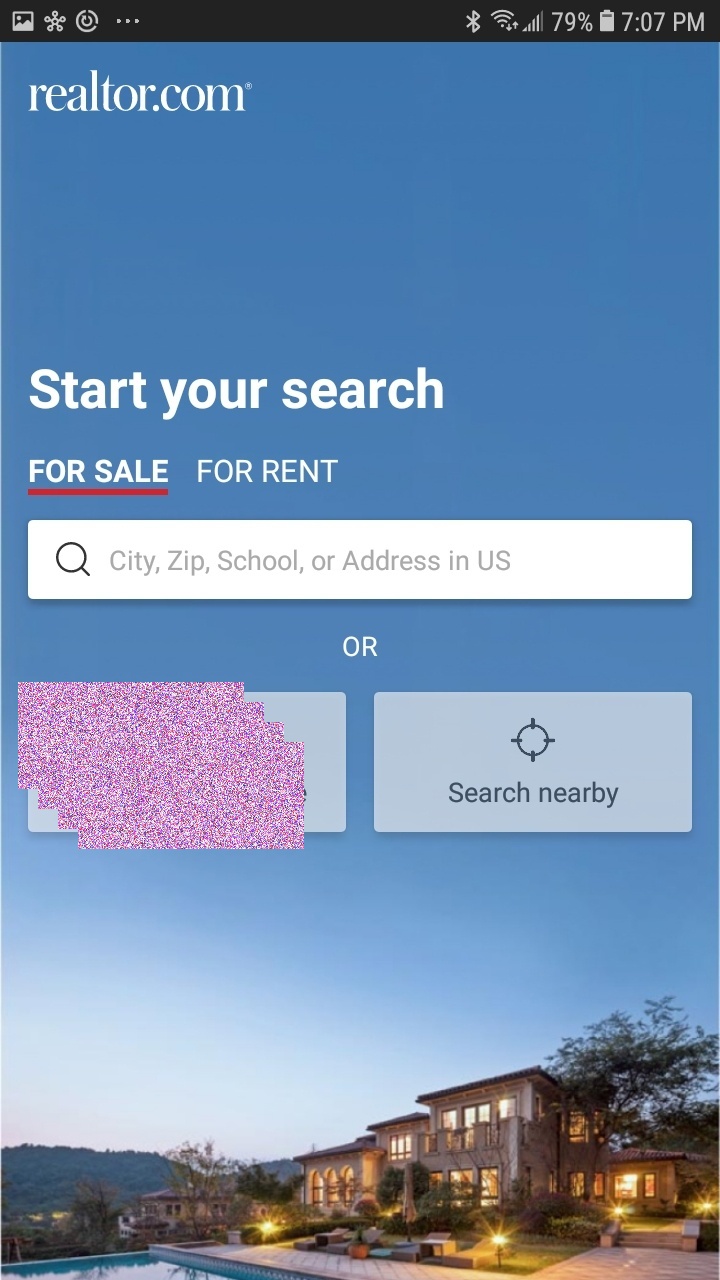 79% 7:07 PM
realtor.com®
Start your search
FOR SALE FOR RENT
City, Zip, School, or Address in US
OR
Search nearby